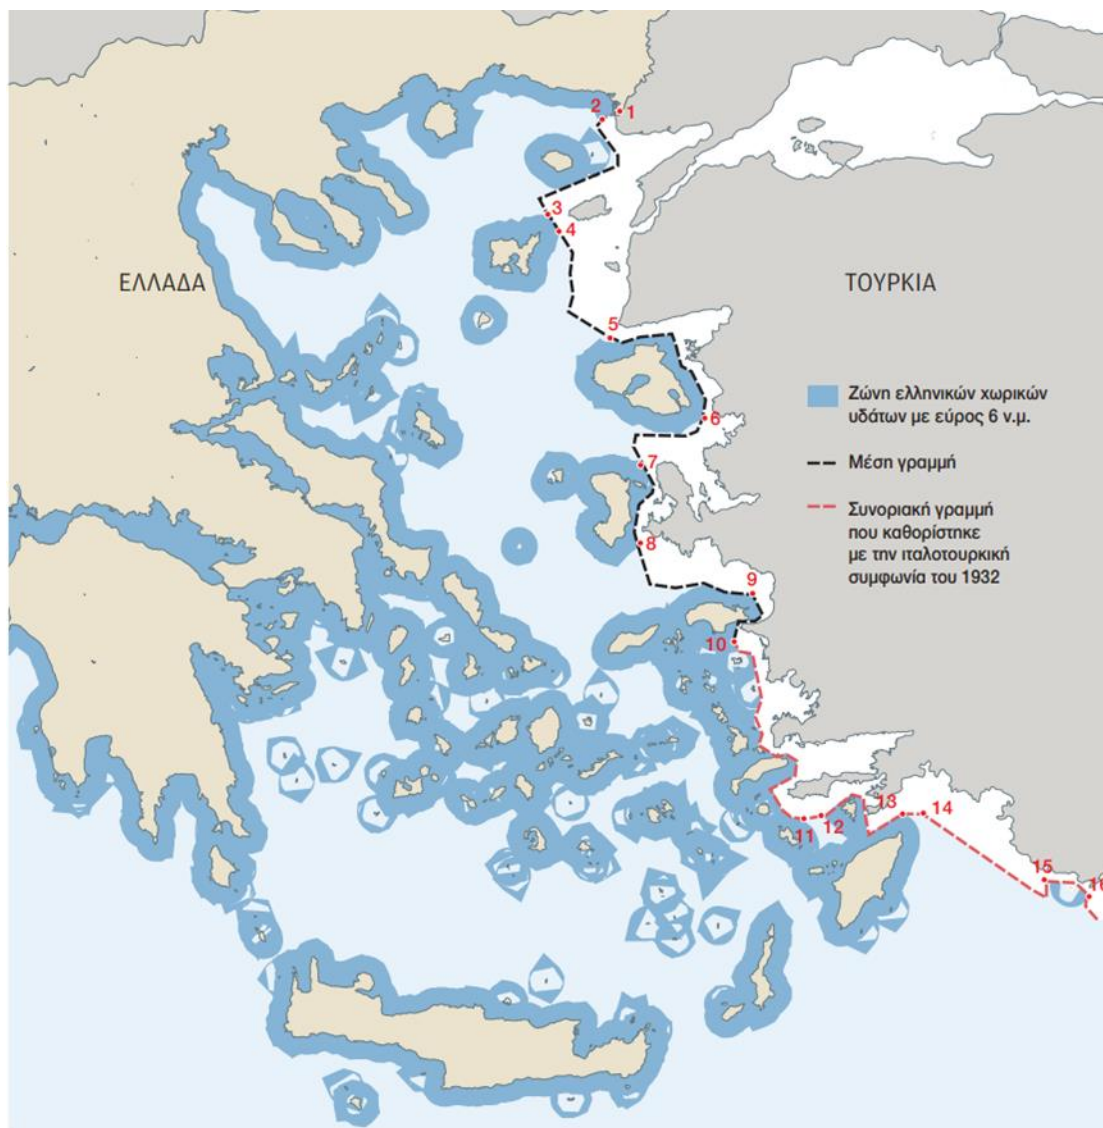 2
1
3
4
ΕΛΛΑΔΑ
ΤΟΥΡΚΙΑ
5
Ζώνη ελληνικών χωρικών
υδάτων με εύρος 6 ν.μ.
6
Μέση γραμμή
7
Συνοριακή γραμμή
που καθορίστηκε
με την ιταλοτουρκική
συμφωνία του 1932
8
9
10
11
12
13
14
15
16